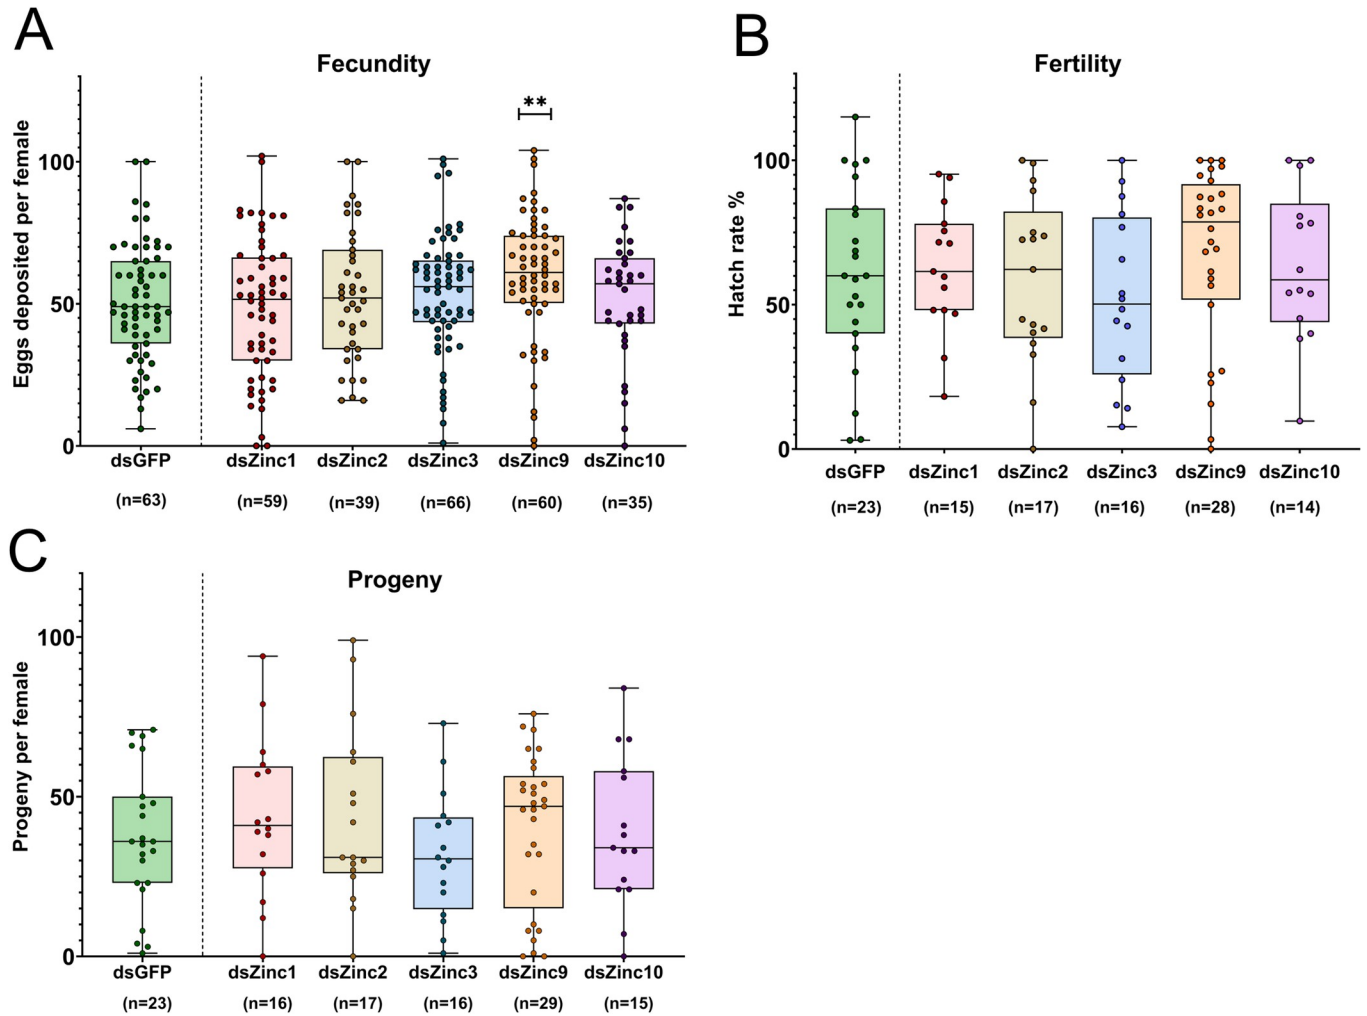 A
Fecundity
Eggs deposited per female
**
100
50
0
dsGFP dsZinc1 dsZinc2 dsZinc3 dsZinc9 dsZinc10
(n=63) (n=59) (n=39) (n=66) (n=60) (n=35)
B
Fertility
Hatch rate %
100
50
0
dsGFP dsZinc1 dsZinc2 dsZinc3 dsZinc9 dsZinc10
(n=23) (n=15) (n=17) (n=16) (n=28) (n=14)
C
Progeny
Progeny per female
100
50
0
dsGFP dsZinc1 dsZinc2 dsZinc3 dsZinc9 dsZinc10
(n=23) (n=16) (n=17) (n=16) (n=29) (n=15)